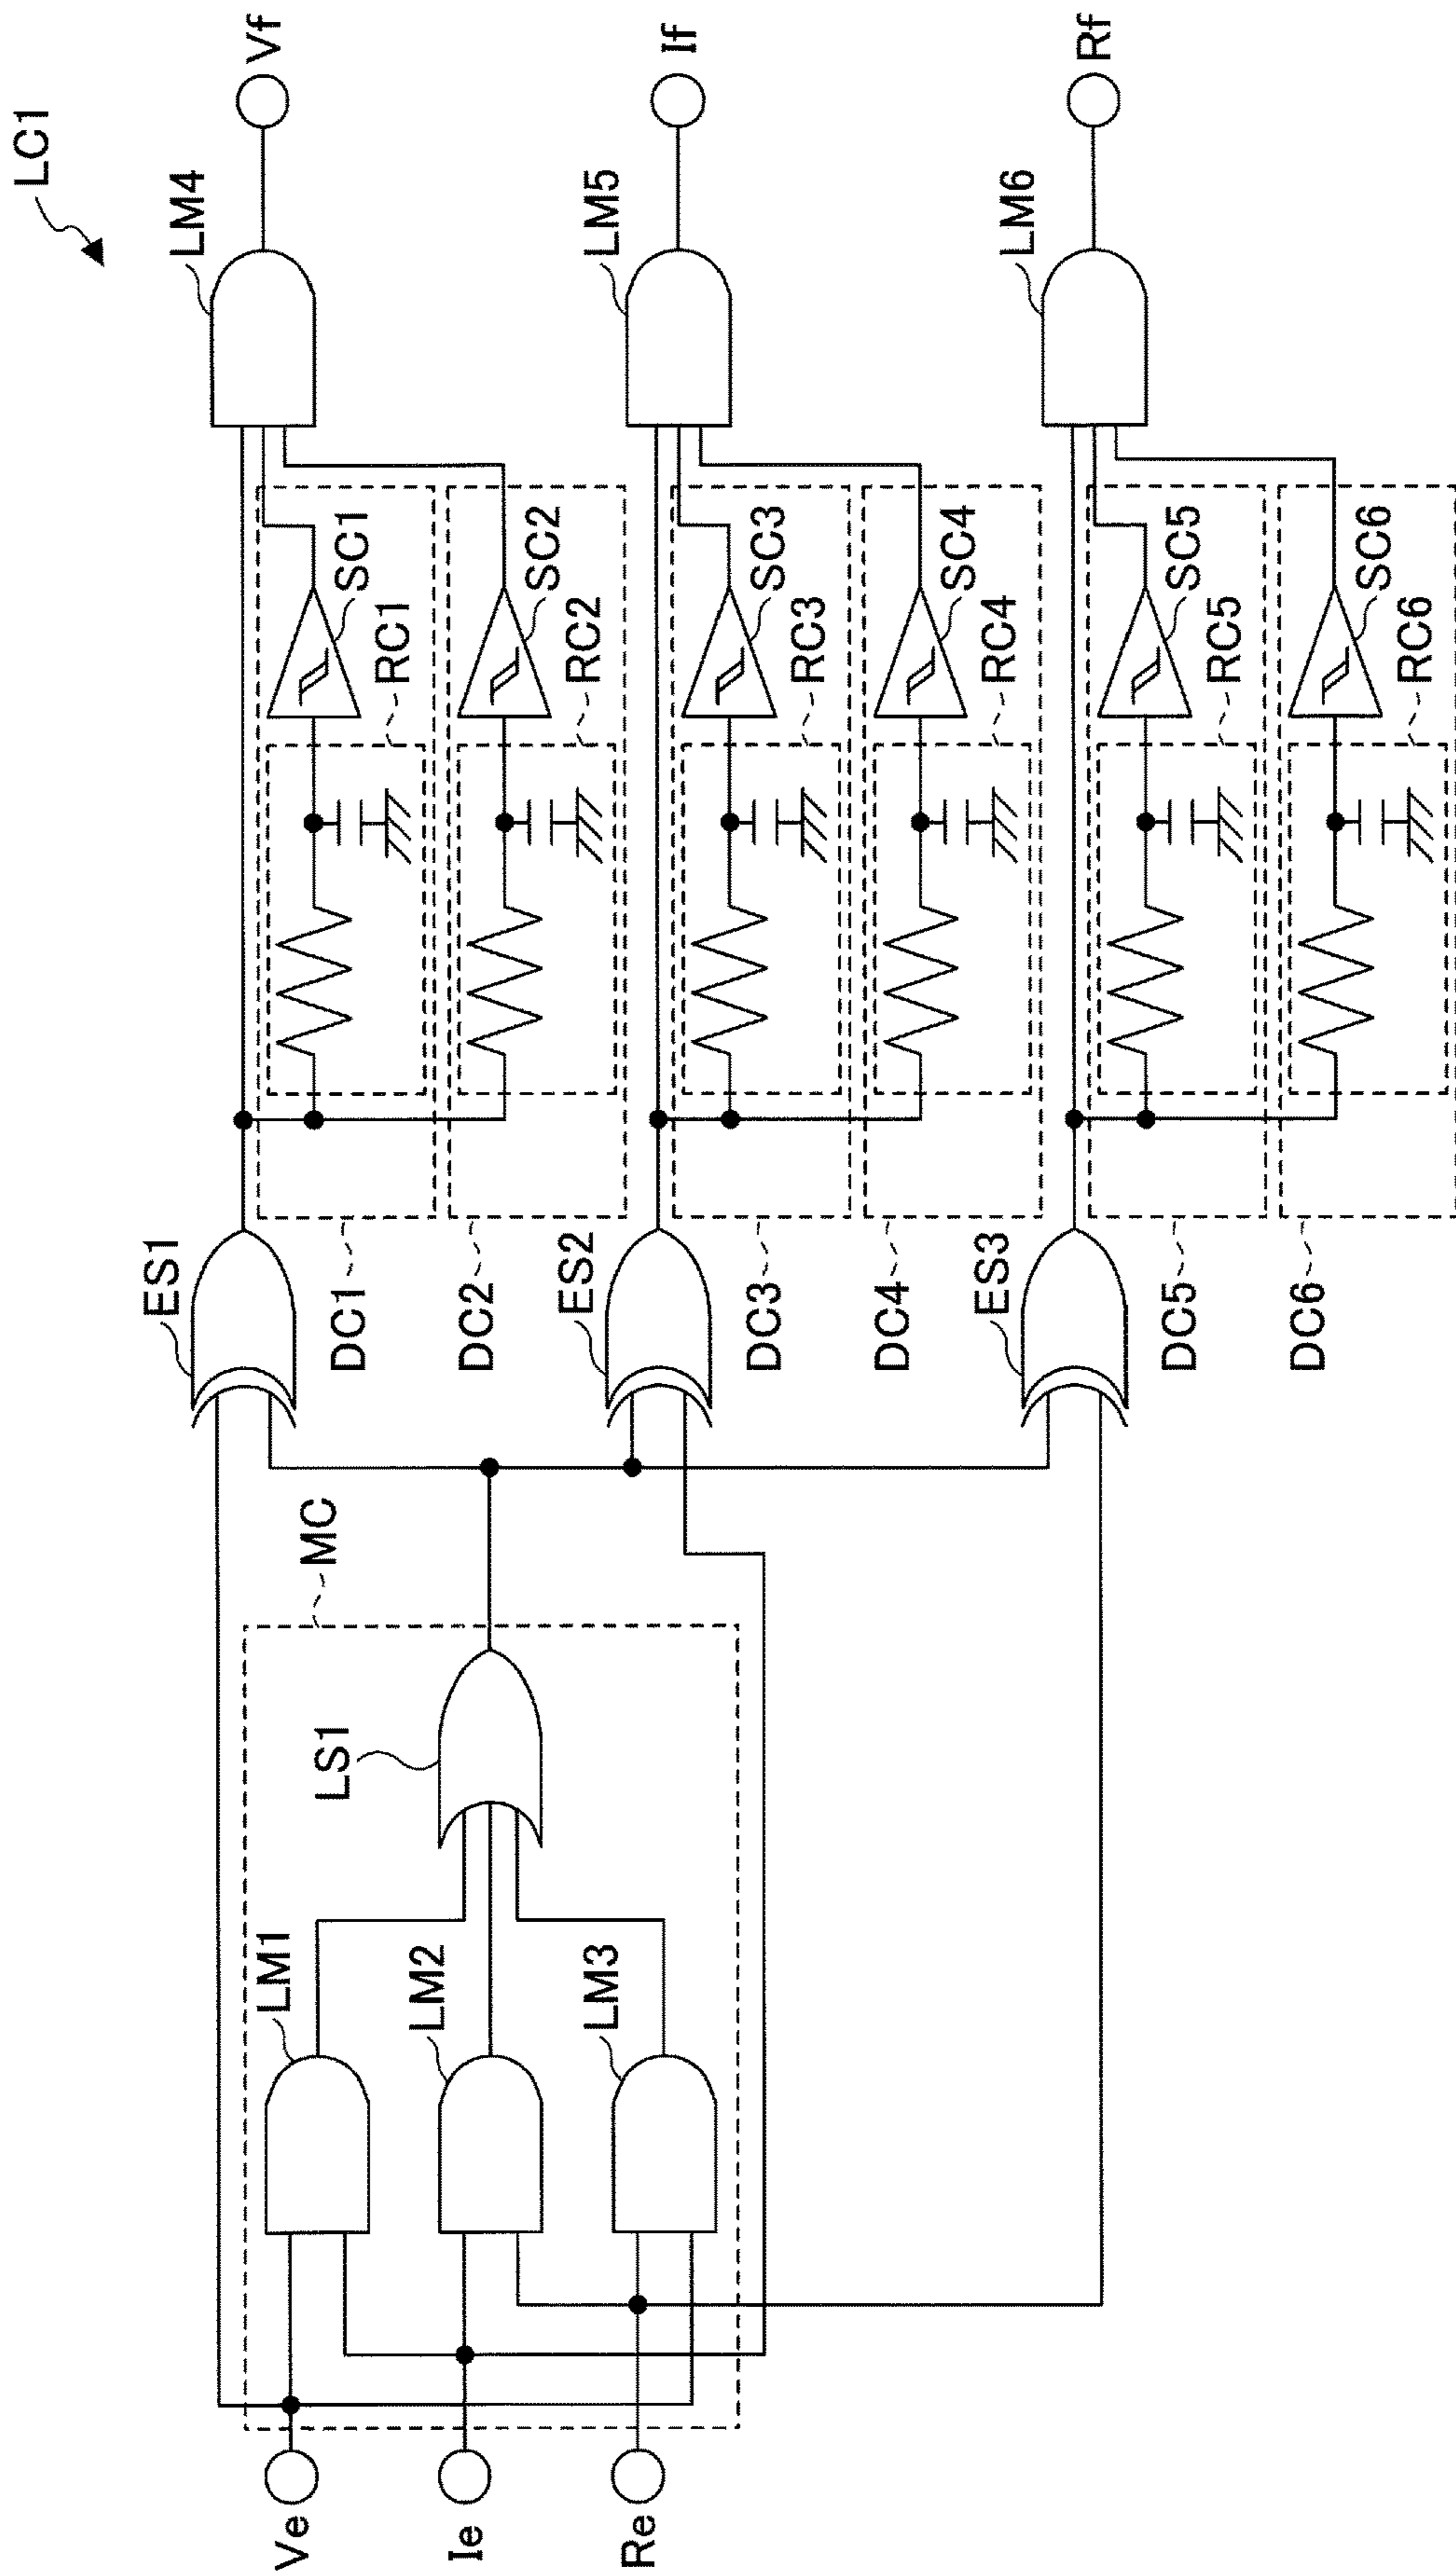 LC1
Ve
Ie
Re
MC
LM1
LM2
LM3
LS1
ES1
ES2
ES3
DC1
DC2
DC3
DC4
DC5
DC6
RC1
RC2
RC3
RC4
RC5
RC6
SC1
SC2
SC3
SC4
SC5
SC6
LM4
LM5
LM6
Vf
If
Rf